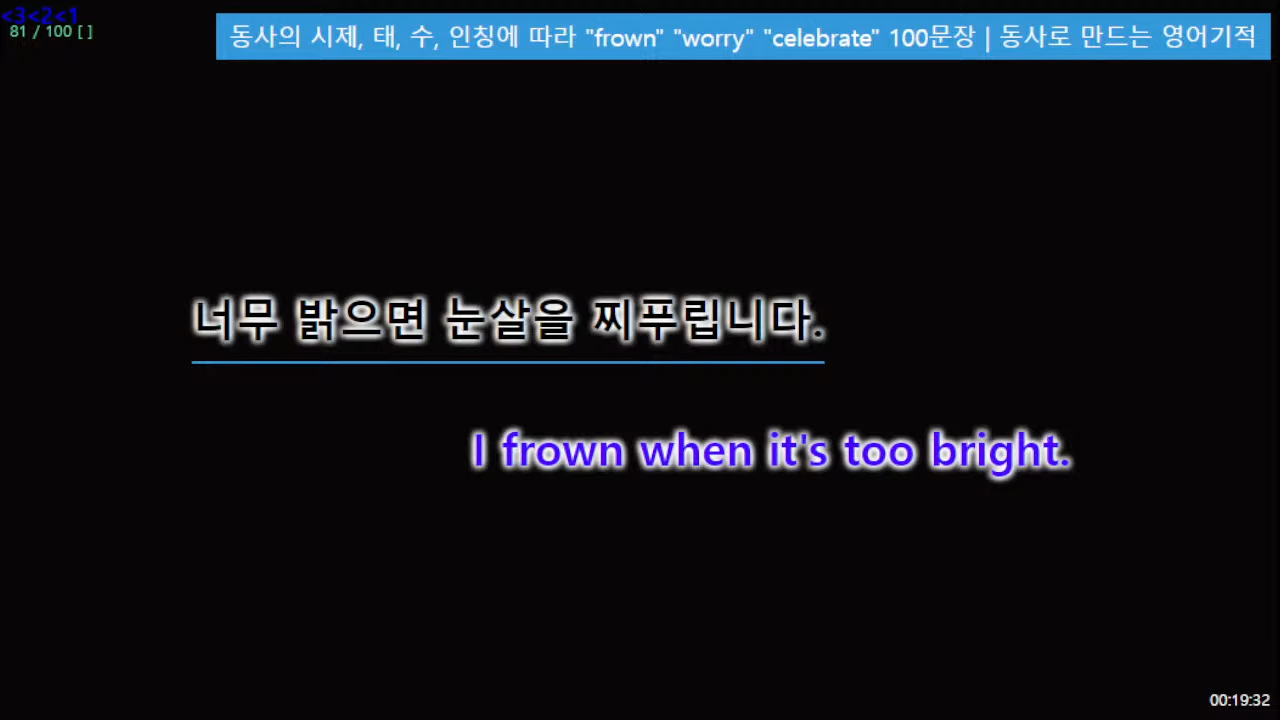 <3<2<1
81 / 100 [ ]
동사의 시제, 태, 수, 인칭에 따라 "frown" "worry" "celebrate" 100문장 | 동사로 만드는 영어기적
너무 밝으면 눈살을 찌푸립니다.
I frown when it's too bright.
00:19:32